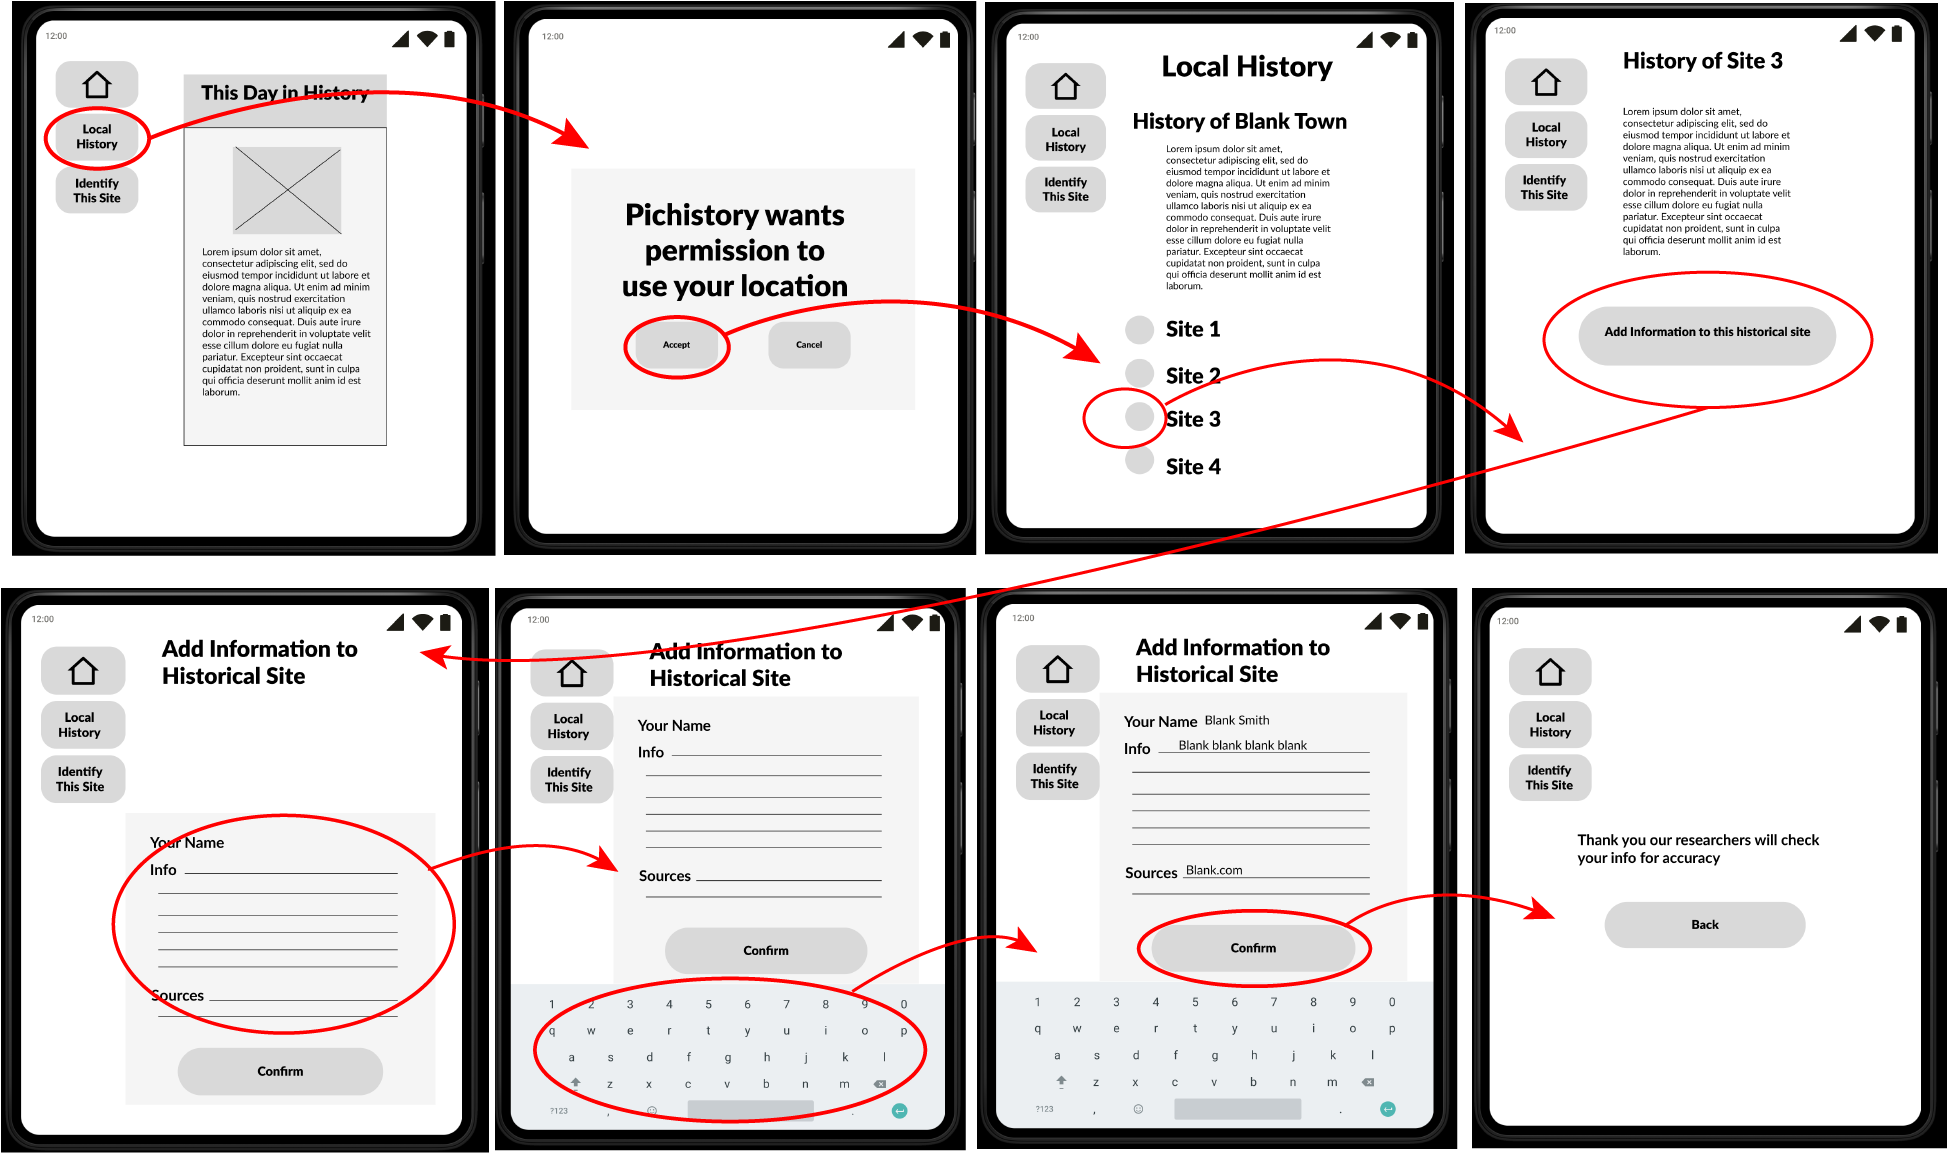 12:00
This Day in History
Local
History
Identify
This Site
Lorem ipsum dolor sit amet,
consectetur adipiscing elit, sed do
eiusmod tempor incididunt ut labore et
dolore magna aliqua. Ut enim ad minim
veniam, quis nostrud exercitation
ullamco laboris nisi ut aliquip ex ea
commodo consequat. Duis aute irure
dolor in reprehenderit in voluptate velit
esse cillum dolore eu fugiat nulla
pariatur. Excepteur sint occaecat
cupidatat non proident, sunt in culpa
qui officia deserunt mollit anim id est
laborum.
12:00
Pichistory wants
permission to
use your location
Accept
Cancel
12:00
Local History
Local
History
Identify
This Site
History of Blank Town
Lorem ipsum dolor sit amet,
consectetur adipiscing elit, sed do
eiusmod tempor incididunt ut labore et
dolore magna aliqua. Ut enim ad minim
veniam, quis nostrud exercitation
ullamco laboris nisi ut aliquip ex ea
commodo consequat. Duis aute irure
dolor in reprehenderit in voluptate velit
esse cillum dolore eu fugiat nulla
pariatur. Excepteur sint occaecat
cupidatat non proident, sunt in culpa
qui officia deserunt mollit anim id est
laborum.
Site 1
Site 2
Site 3
Site 4
12:00
History of Site 3
Local
History
Identify
This Site
Lorem ipsum dolor sit amet,
consectetur adipiscing elit, sed do
eiusmod tempor incididunt ut labore et
dolore magna aliqua. Ut enim ad minim
veniam, quis nostrud exercitation
ullamco laboris nisi ut aliquip ex ea
commodo consequat. Duis aute irure
dolor in reprehenderit in voluptate velit
esse cillum dolore eu fugiat nulla
pariatur. Excepteur sint occaecat
cupidatat non proident, sunt in culpa
qui officia deserunt mollit anim id est
laborum.
Add Information to this historical site
12:00
Add Information to
Historical Site
Local
History
Identify
This Site
Your Name
Info
Sources
Confirm
12:00
Add Information to
Historical Site
Local
History
Identify
This Site
Your Name
Info
Sources
Confirm
1 2 3 4 5 6 7 8 9 0
q w e r t y u i o p
a s d f g h j k l
z x c v b n m
?123 , .
12:00
Add Information to
Historical Site
Local
History
Identify
This Site
Your Name Blank Smith
Info Blank blank blank blank
Sources Blank.com
Confirm
1 2 3 4 5 6 7 8 9 0
q w e r t y u i o p
a s d f g h j k l
z x c v b n m
?123 , .
12:00
Local
History
Identify
This Site
Thank you our researchers will check
your info for accuracy
Back